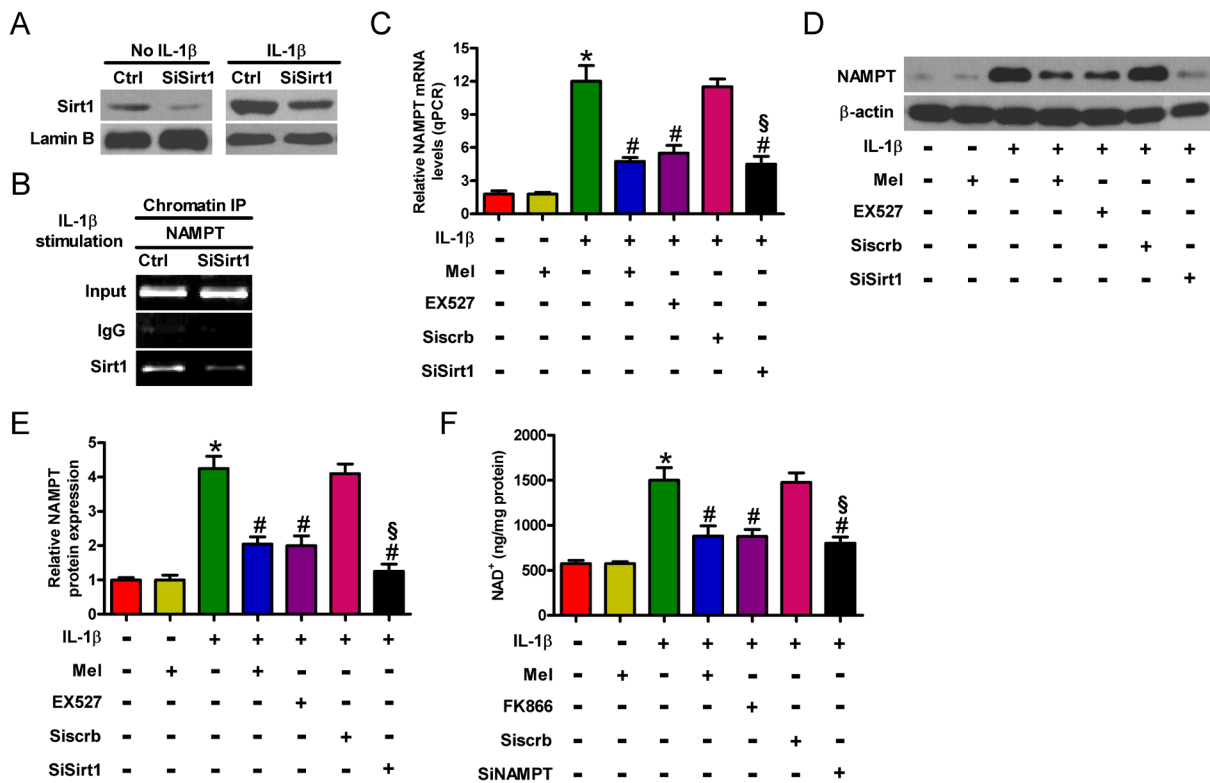 A
No IL-1β IL-1β
Ctrl SiSirt1 Ctrl SiSirt1
Sirt1
Lamin B
B
IL-1β
stimulation
Chromatin IP
NAMPT
Ctrl SiSirt1
Input
IgG
Sirt1
C
Relative NAMPT mRNA
levels (qPCR)
15
12
9
6
3
0
*
#
#
§
#
IL-1β - - + + + + +
Mel - + - + - - -
EX527 - - - - + - -
Siscrb - - - - - + -
SiSirt1 - - - - - - +
D
NAMPT
β-actin
IL-1β - - + + + + +
Mel - + - + - - -
EX527 - - - - + - -
Siscrb - - - - - + -
SiSirt1 - - - - - - +
E
Relative NAMPT
protein expression
5
4
3
2
1
0
*
#
#
§
#
IL-1β - - + + + + +
Mel - + - + - - -
EX527 - - - - + - -
Siscrb - - - - - + -
SiSirt1 - - - - - - +
F
NAD⁺ (ng/mg protein)
2000
1500
1000
500
0
*
#
#
§
#
IL-1β - - + + + + +
Mel - + - + - - -
FK866 - - - - + - -
Siscrb - - - - - + -
SiNAMPT - - - - - - +